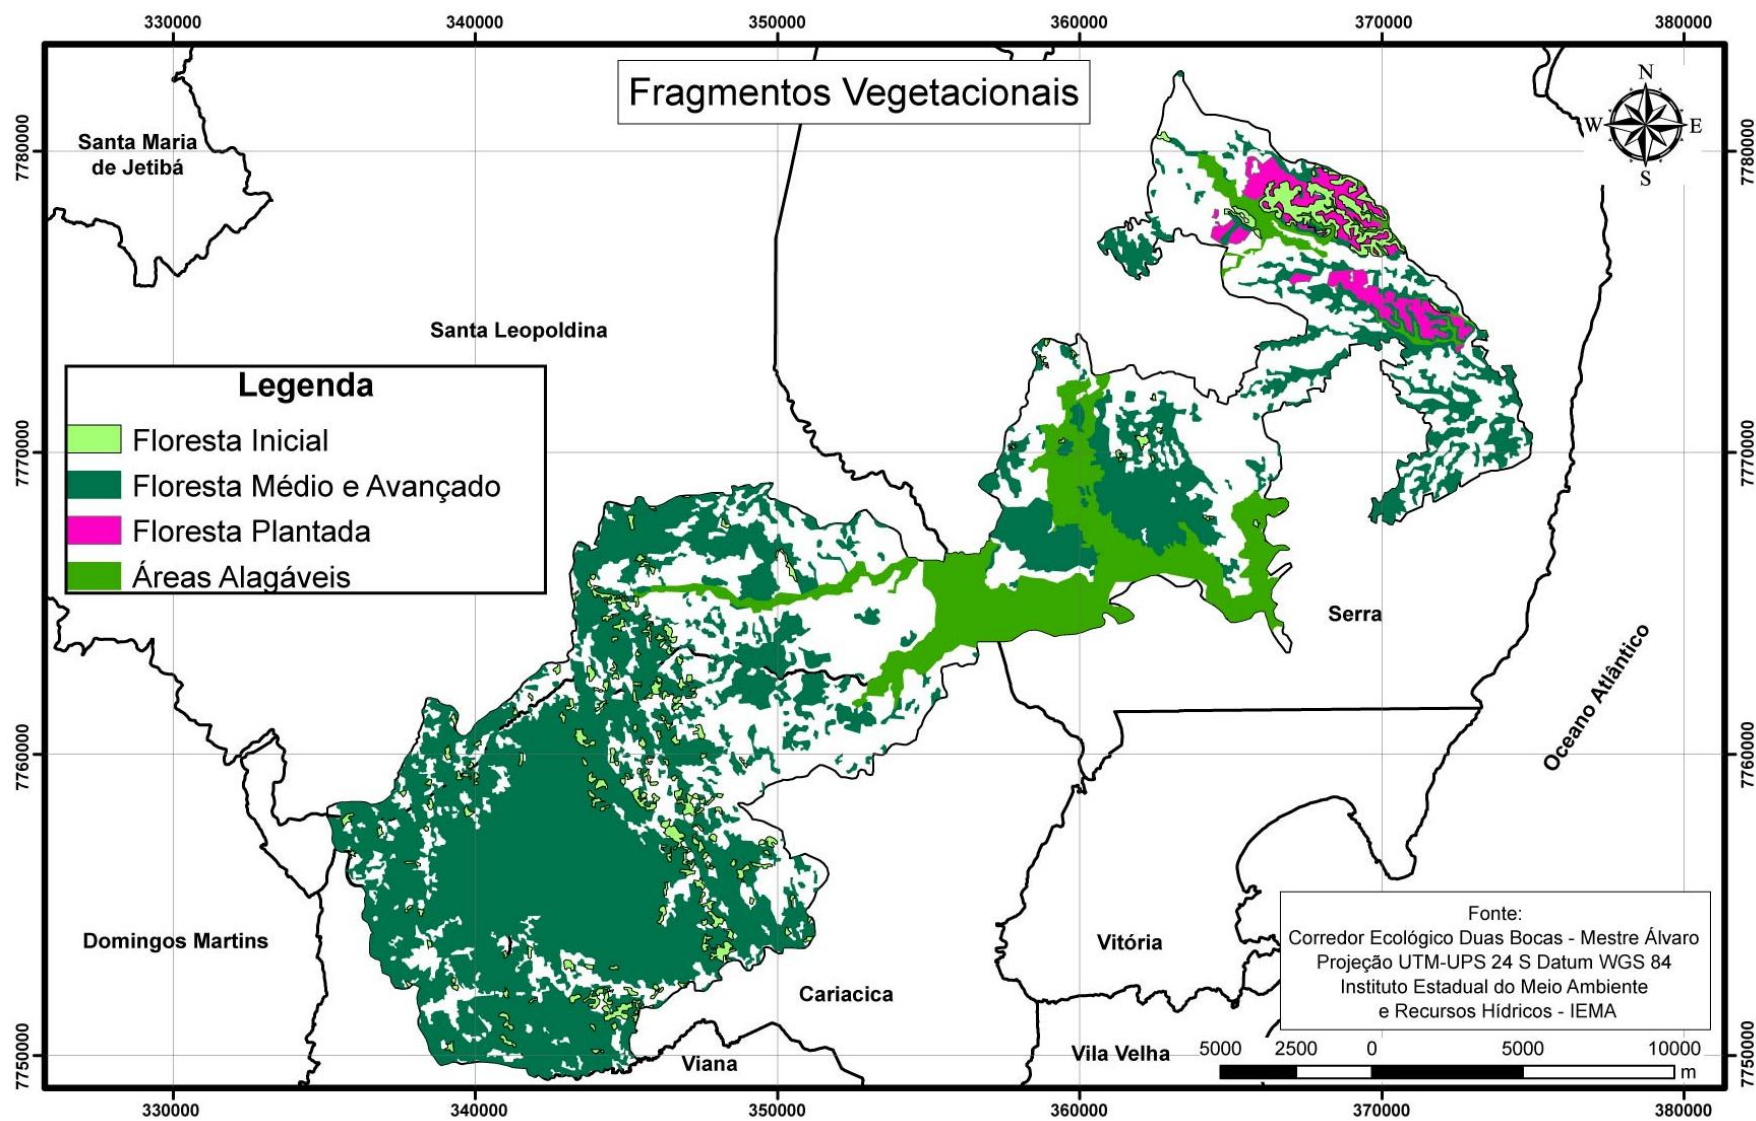 330000 340000 350000 360000 370000 380000
Fragmentos Vegetacionais
N
W E
S
7780000 7780000
Santa Maria
de Jetibá
Santa Leopoldina
Legenda
Floresta Inicial
Floresta Médio e Avançado
Floresta Plantada
Áreas Alagáveis
7770000 7770000
Serra
Oceano Atlântico
7760000 7760000
Domingos Martins
Vitória
Cariacica
Viana
Vila Velha
Fonte:
Corredor Ecológico Duas Bocas - Mestre Álvaro
Projeção UTM-UPS 24 S Datum WGS 84
Instituto Estadual do Meio Ambiente
e Recursos Hídricos - IEMA
7750000 7750000
5000 2500 0 5000 10000
m
330000 340000 350000 360000 370000 380000